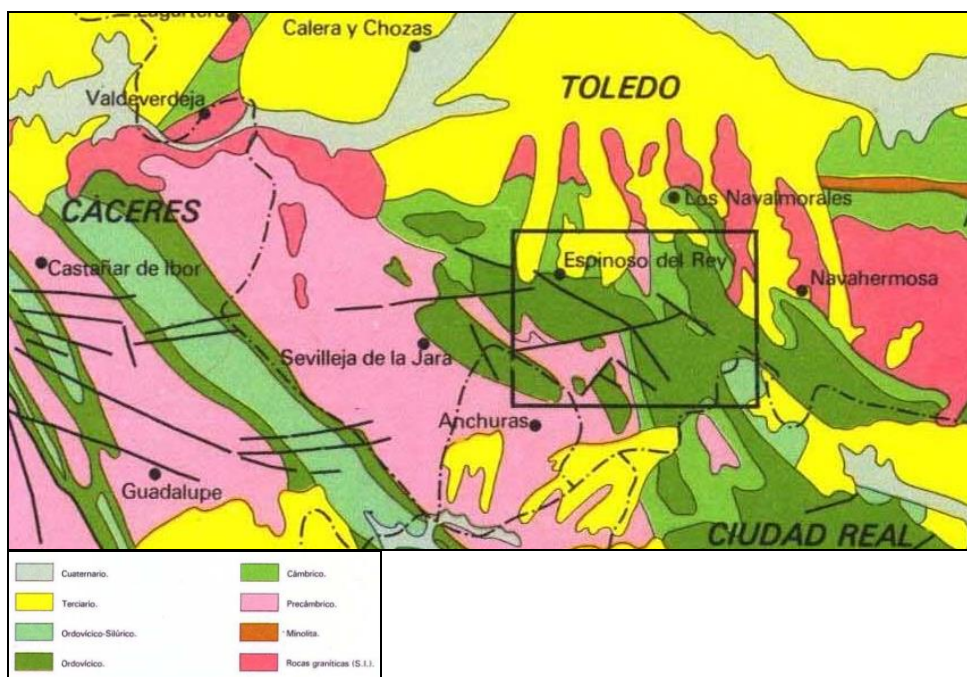 Lagartera
Calera y Chozas
TOLEDO
Valdeverdeja
Los Navalmorales
CÁCERES
Castañar de Ibor
Espinoso del Rey
Navahermosa
Sevilleja de la Jara
Anchuras
Guadalupe
CIUDAD REAL
Cuaternario.
Terciario.
Ordovícico-Silúrico.
Ordovícico.
Cámbrico.
Precámbrico.
Minolita.
Rocas graníticas (S.I.).